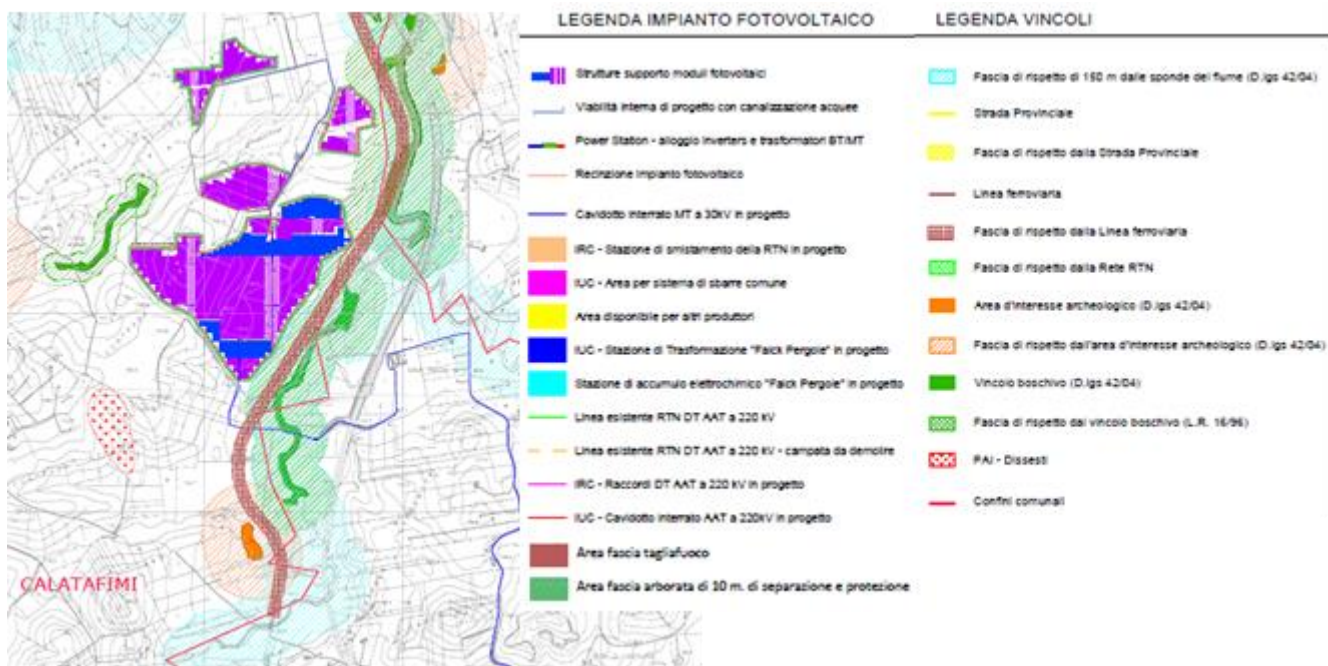 LEGENDA IMPIANTO FOTOVOLTAICO
Strutture supporto moduli fotovoltaici
Viabilità interna di progetto con canalizzazione acquee
Power Station - alloggio inverters e trasformatori BT/MT
Recinzione impianto fotovoltaico
Cavidotto interrato MT a 30kV in progetto
IRC - Stazione di smistamento della RTN in progetto
IUC - Area per sistema di sbarre comune
Area disponibile per altri produttori
IUC - Stazione di Trasformazione "Falck Pergole" in progetto
Stazione di accumulo elettrochimico "Falck Pergole" in progetto
Linea esistente RTN DT AAT a 220 kV
Linea esistente RTN DT AAT a 220 kV - campata da demolire
IRC - Raccordi DT AAT a 220 kV in progetto
IUC - Cavidotto interrato AAT a 220kV in progetto
Area fascia tagliafuoco
Area fascia arborata di 10 m. di separazione e protezione
LEGENDA VINCOLI
Fascia di rispetto di 150 m dalle sponde del fiume (D.lgs 42/04)
Strada Provinciale
Fascia di rispetto dalla Strada Provinciale
Linea ferroviaria
Fascia di rispetto dalla Linea ferroviaria
Fascia di rispetto dalla Rete RTN
Area d'interesse archeologico (D.lgs 42/04)
Fascia di rispetto dall'area d'interesse archeologico (D.lgs 42/04)
Vincolo boschivo (D.lgs 42/04)
Fascia di rispetto dal vincolo boschivo (L.R. 16/96)
PAI - Dissesti
Confini comunali
CALATAFIMI